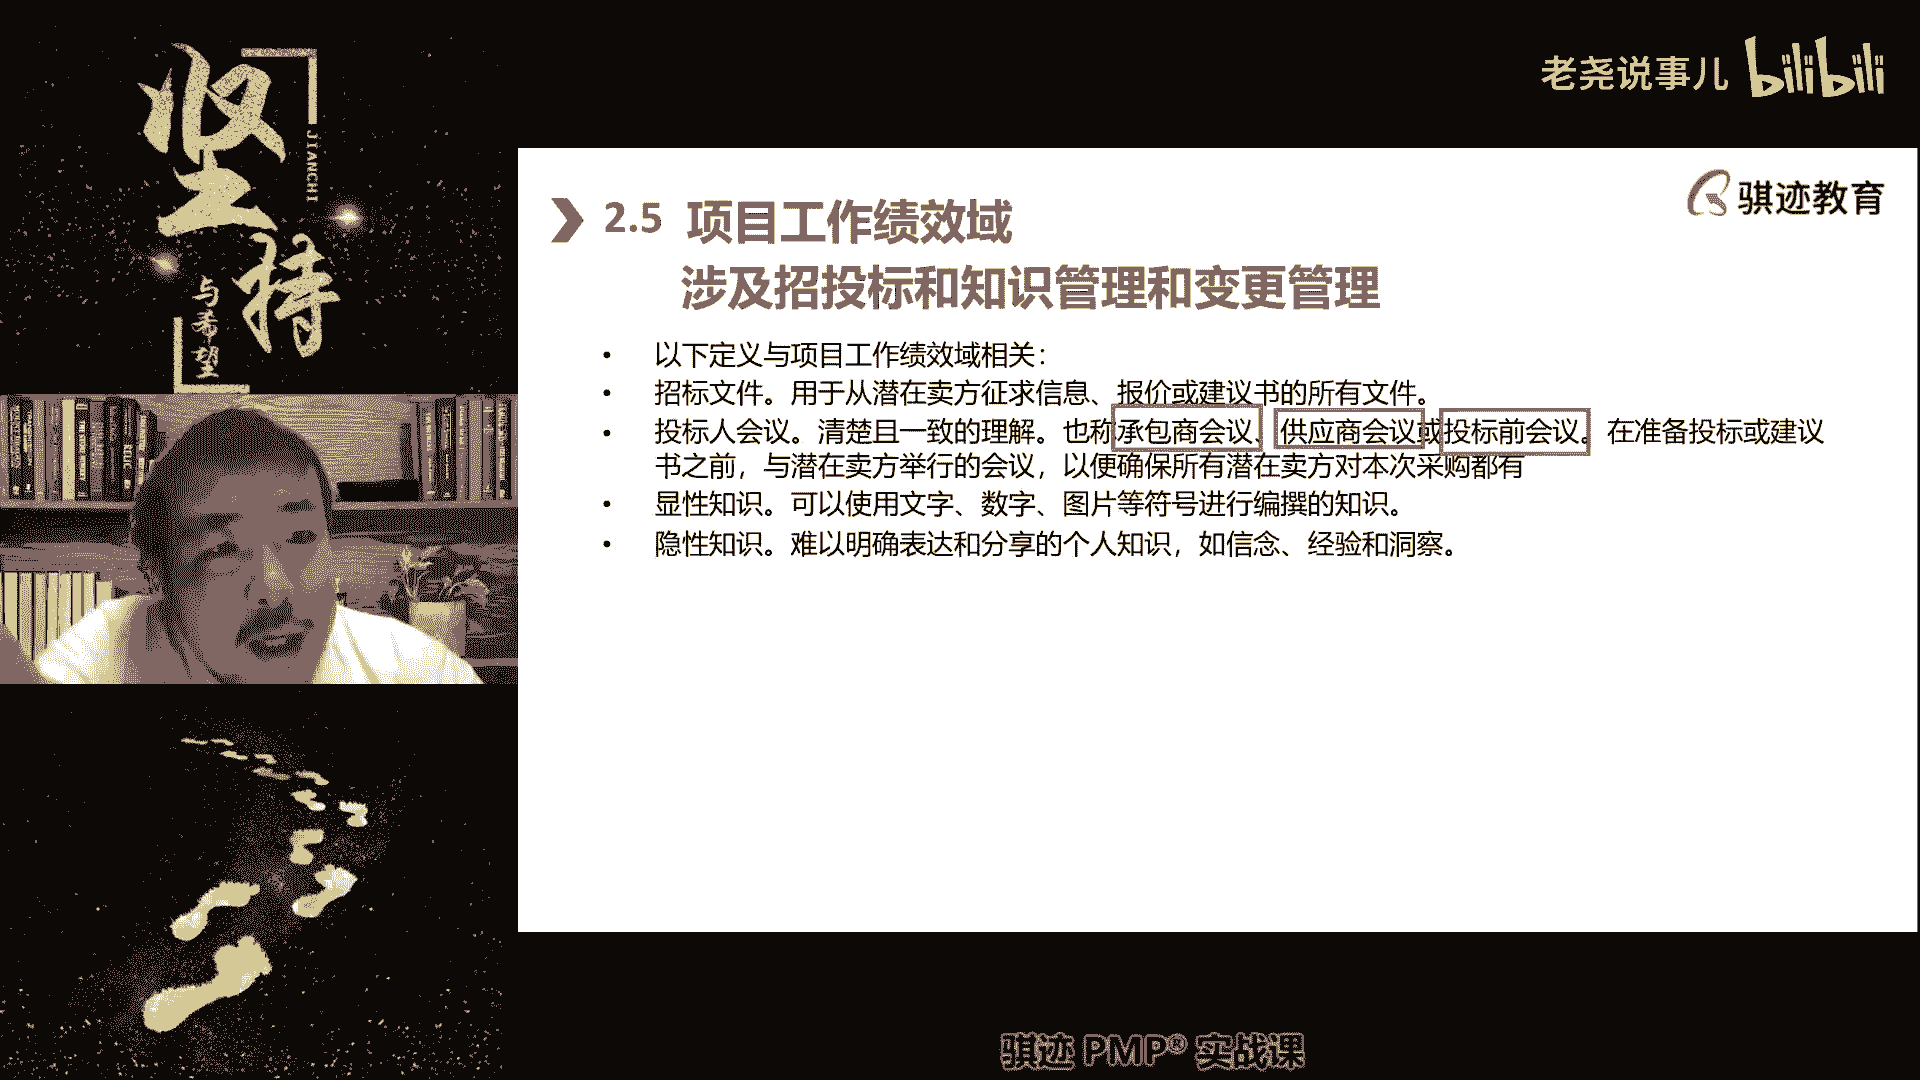 坚持
JIANCHI
与希望
老尧说事儿 bilibili
骐迹教育
2.5 项目工作绩效域
涉及招投标和知识管理和变更管理
• 以下定义与项目工作绩效域相关：
• 招标文件。用于从潜在卖方征求信息、报价或建议书的所有文件。
• 投标人会议。清楚且一致的理解。也称承包商会议、供应商会议或投标前会议。在准备投标或建议
书之前，与潜在卖方举行的会议，以便确保所有潜在卖方对本次采购都有
• 显性知识。可以使用文字、数字、图片等符号进行编撰的知识。
• 隐性知识。难以明确表达和分享的个人知识，如信念、经验和洞察。
骐迹 PMP® 实战课